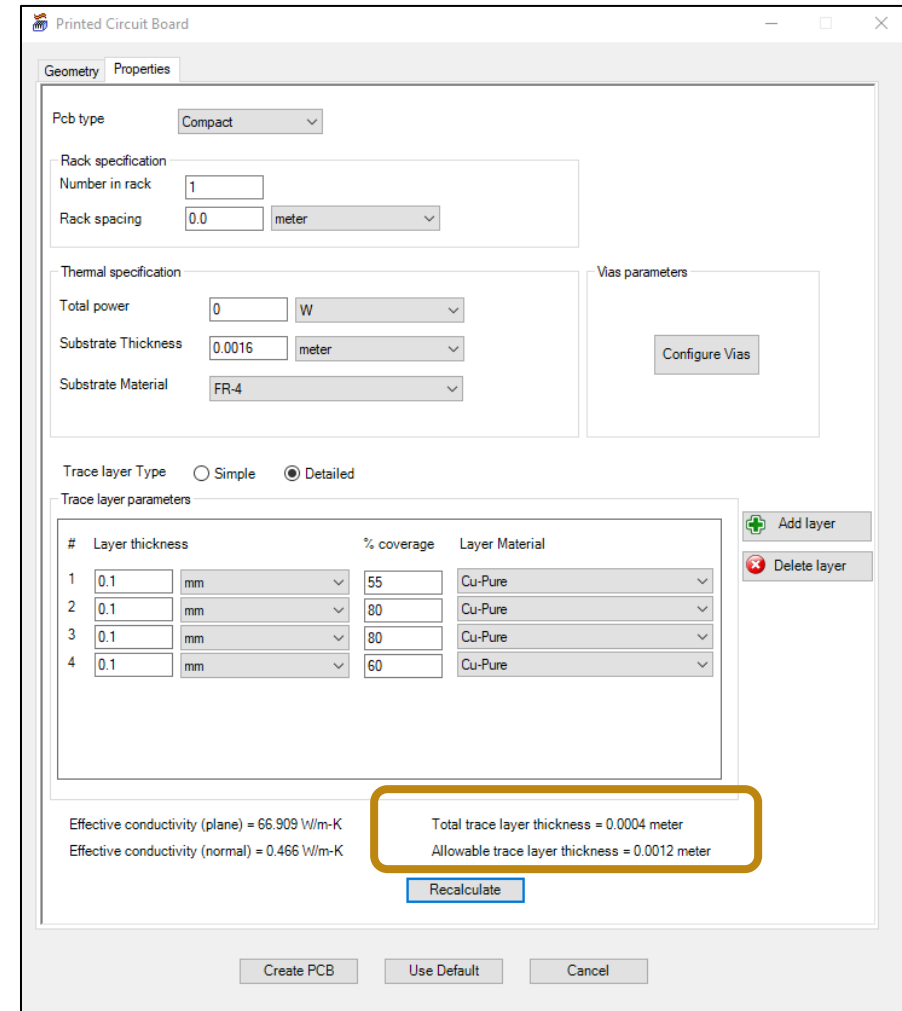 Printed Circuit Board
Geometry Properties
Pcb type Compact
Rack specification
Number in rack 1
Rack spacing 0.0 meter
Thermal specification Vias parameters
Total power 0 W
Substrate Thickness 0.0016 meter
Configure Vias
Substrate Material FR-4
Trace layer Type Simple Detailed
Trace layer parameters
Add layer
# Layer thickness % coverage Layer Material
Delete layer
1 0.1 mm 55 Cu-Pure
2 0.1 mm 80 Cu-Pure
3 0.1 mm 80 Cu-Pure
4 0.1 mm 60 Cu-Pure
Effective conductivity (plane) = 66.909 W/m-K Total trace layer thickness = 0.0004 meter
Effective conductivity (normal) = 0.466 W/m-K Allowable trace layer thickness = 0.0012 meter
Recalculate
Create PCB Use Default Cancel